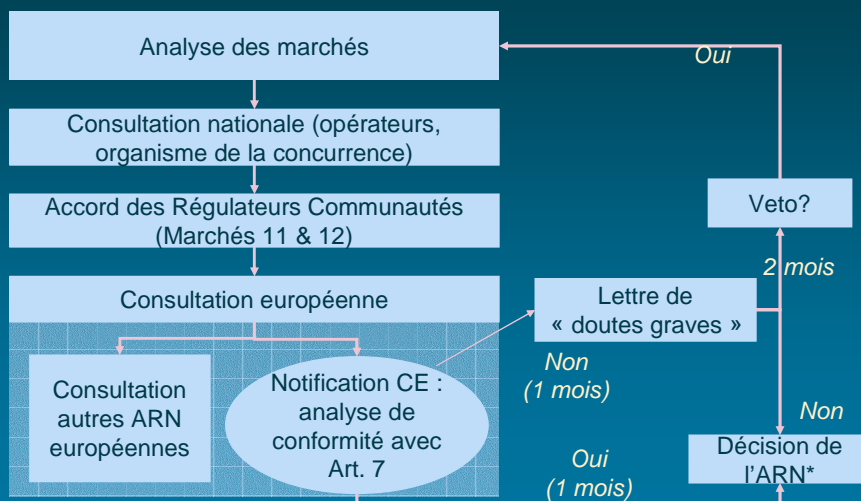 Analyse des marchés
Oui
Consultation nationale (opérateurs,
organisme de la concurrence)
Accord des Régulateurs Communautés
(Marchés 11 & 12)
Veto?
2 mois
Consultation européenne
Lettre de
« doutes graves »
Consultation
autres ARN
européennes
Notification CE :
analyse de
conformité avec
Art. 7
Non
(1 mois)
Non
Oui
(1 mois)
Décision de
l’ARN*